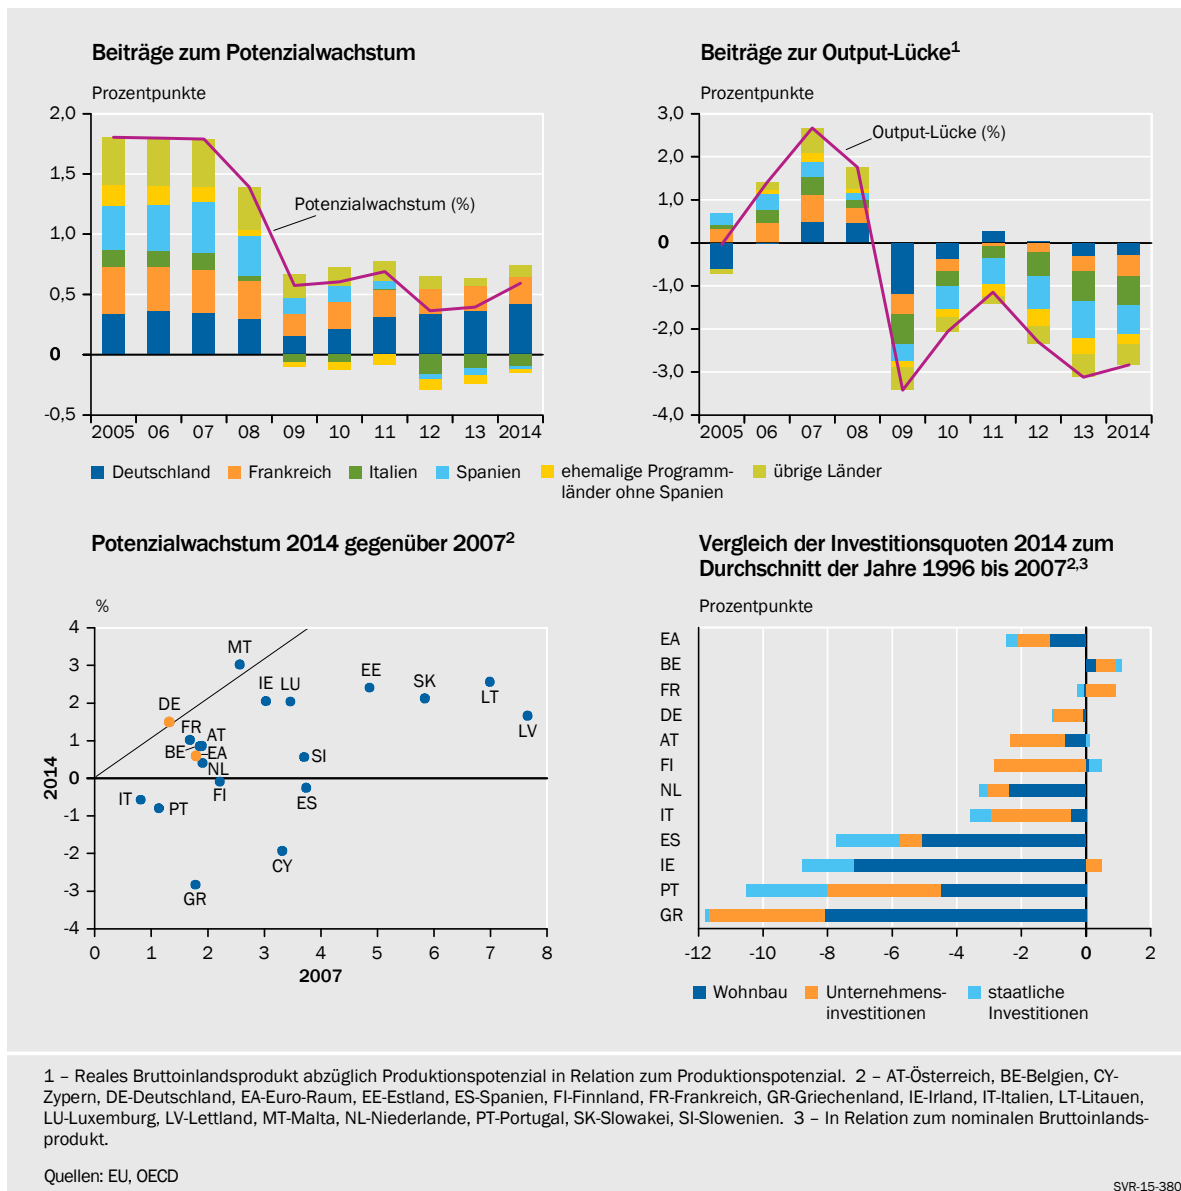 Beiträge zum Potenzialwachstum
Prozentpunkte
2,0
1,5
1,0
0,5
0
-0,5
Potenzialwachstum (%)
2005 06 07 08 09 10 11 12 13 2014
Beiträge zur Output-Lücke1
Prozentpunkte
3,0
2,0
1,0
0
-1,0
-2,0
-3,0
-4,0
Output-Lücke (%)
2005 06 07 08 09 10 11 12 13 2014
Deutschland Frankreich Italien Spanien ehemalige Programm-
länder ohne Spanien
übrige Länder
Potenzialwachstum 2014 gegenüber 20072
%
4
3
2
1
0
-1
-2
-3
-4
2014
MT
IE LU
EE
SK
LT
LV
DE
FR
AT
BE
EA
NL
SI
FI
ES
IT
PT
CY
GR
0 1 2 3 4 5 6 7 8
2007
Vergleich der Investitionsquoten 2014 zum
Durchschnitt der Jahre 1996 bis 20072,3
Prozentpunkte
EA
BE
FR
DE
AT
FI
NL
IT
ES
IE
PT
GR
-12 -10 -8 -6 -4 -2 0 2
Wohnbau Unternehmens-
investitionen
staatliche
Investitionen
1 – Reales Bruttoinlandsprodukt abzüglich Produktionspotenzial in Relation zum Produktionspotenzial. 2 – AT-Österreich, BE-Belgien, CY-
Zypern, DE-Deutschland, EA-Euro-Raum, EE-Estland, ES-Spanien, FI-Finnland, FR-Frankreich, GR-Griechenland, IE-Irland, IT-Italien, LT-Litauen,
LU-Luxemburg, LV-Lettland, MT-Malta, NL-Niederlande, PT-Portugal, SK-Slowakei, SI-Slowenien. 3 – In Relation zum nominalen Bruttoinlands-
produkt.
Quellen: EU, OECD
SVR-15-380